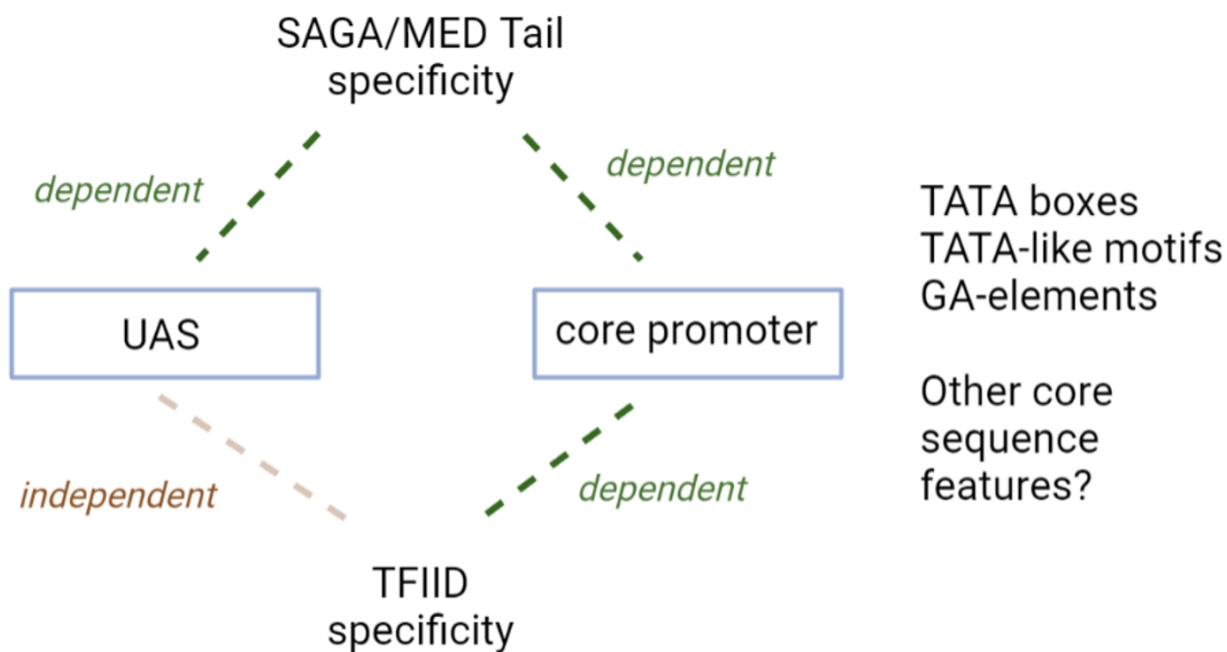 SAGA/MED Tail
specificity
dependent
dependent
UAS
core promoter
TATA boxes
TATA-like motifs
GA-elements
Other core
sequence
features?
independent
dependent
TFIID
specificity